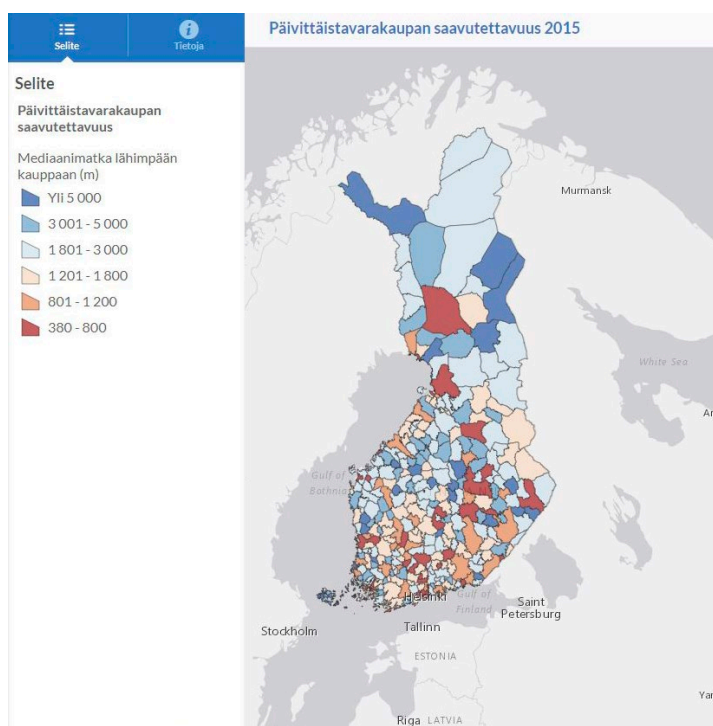 Selite
Tietoja
Päivittäistavarakaupan saavutettavuus 2015
Selite
Päivittäistavarakaupan
saavutettavuus
Mediaanimatka lähimpään
kauppaan (m)
Yli 5 000
3 001 - 5 000
1 801 - 3 000
1 201 - 1 800
801 - 1 200
380 - 800
Murmansk
White Sea
Gulf of
Bothnia
Helsinki
Gulf of
Finland
Saint
Petersburg
Stockholm
Tallinn
ESTONIA
Riga LATVIA